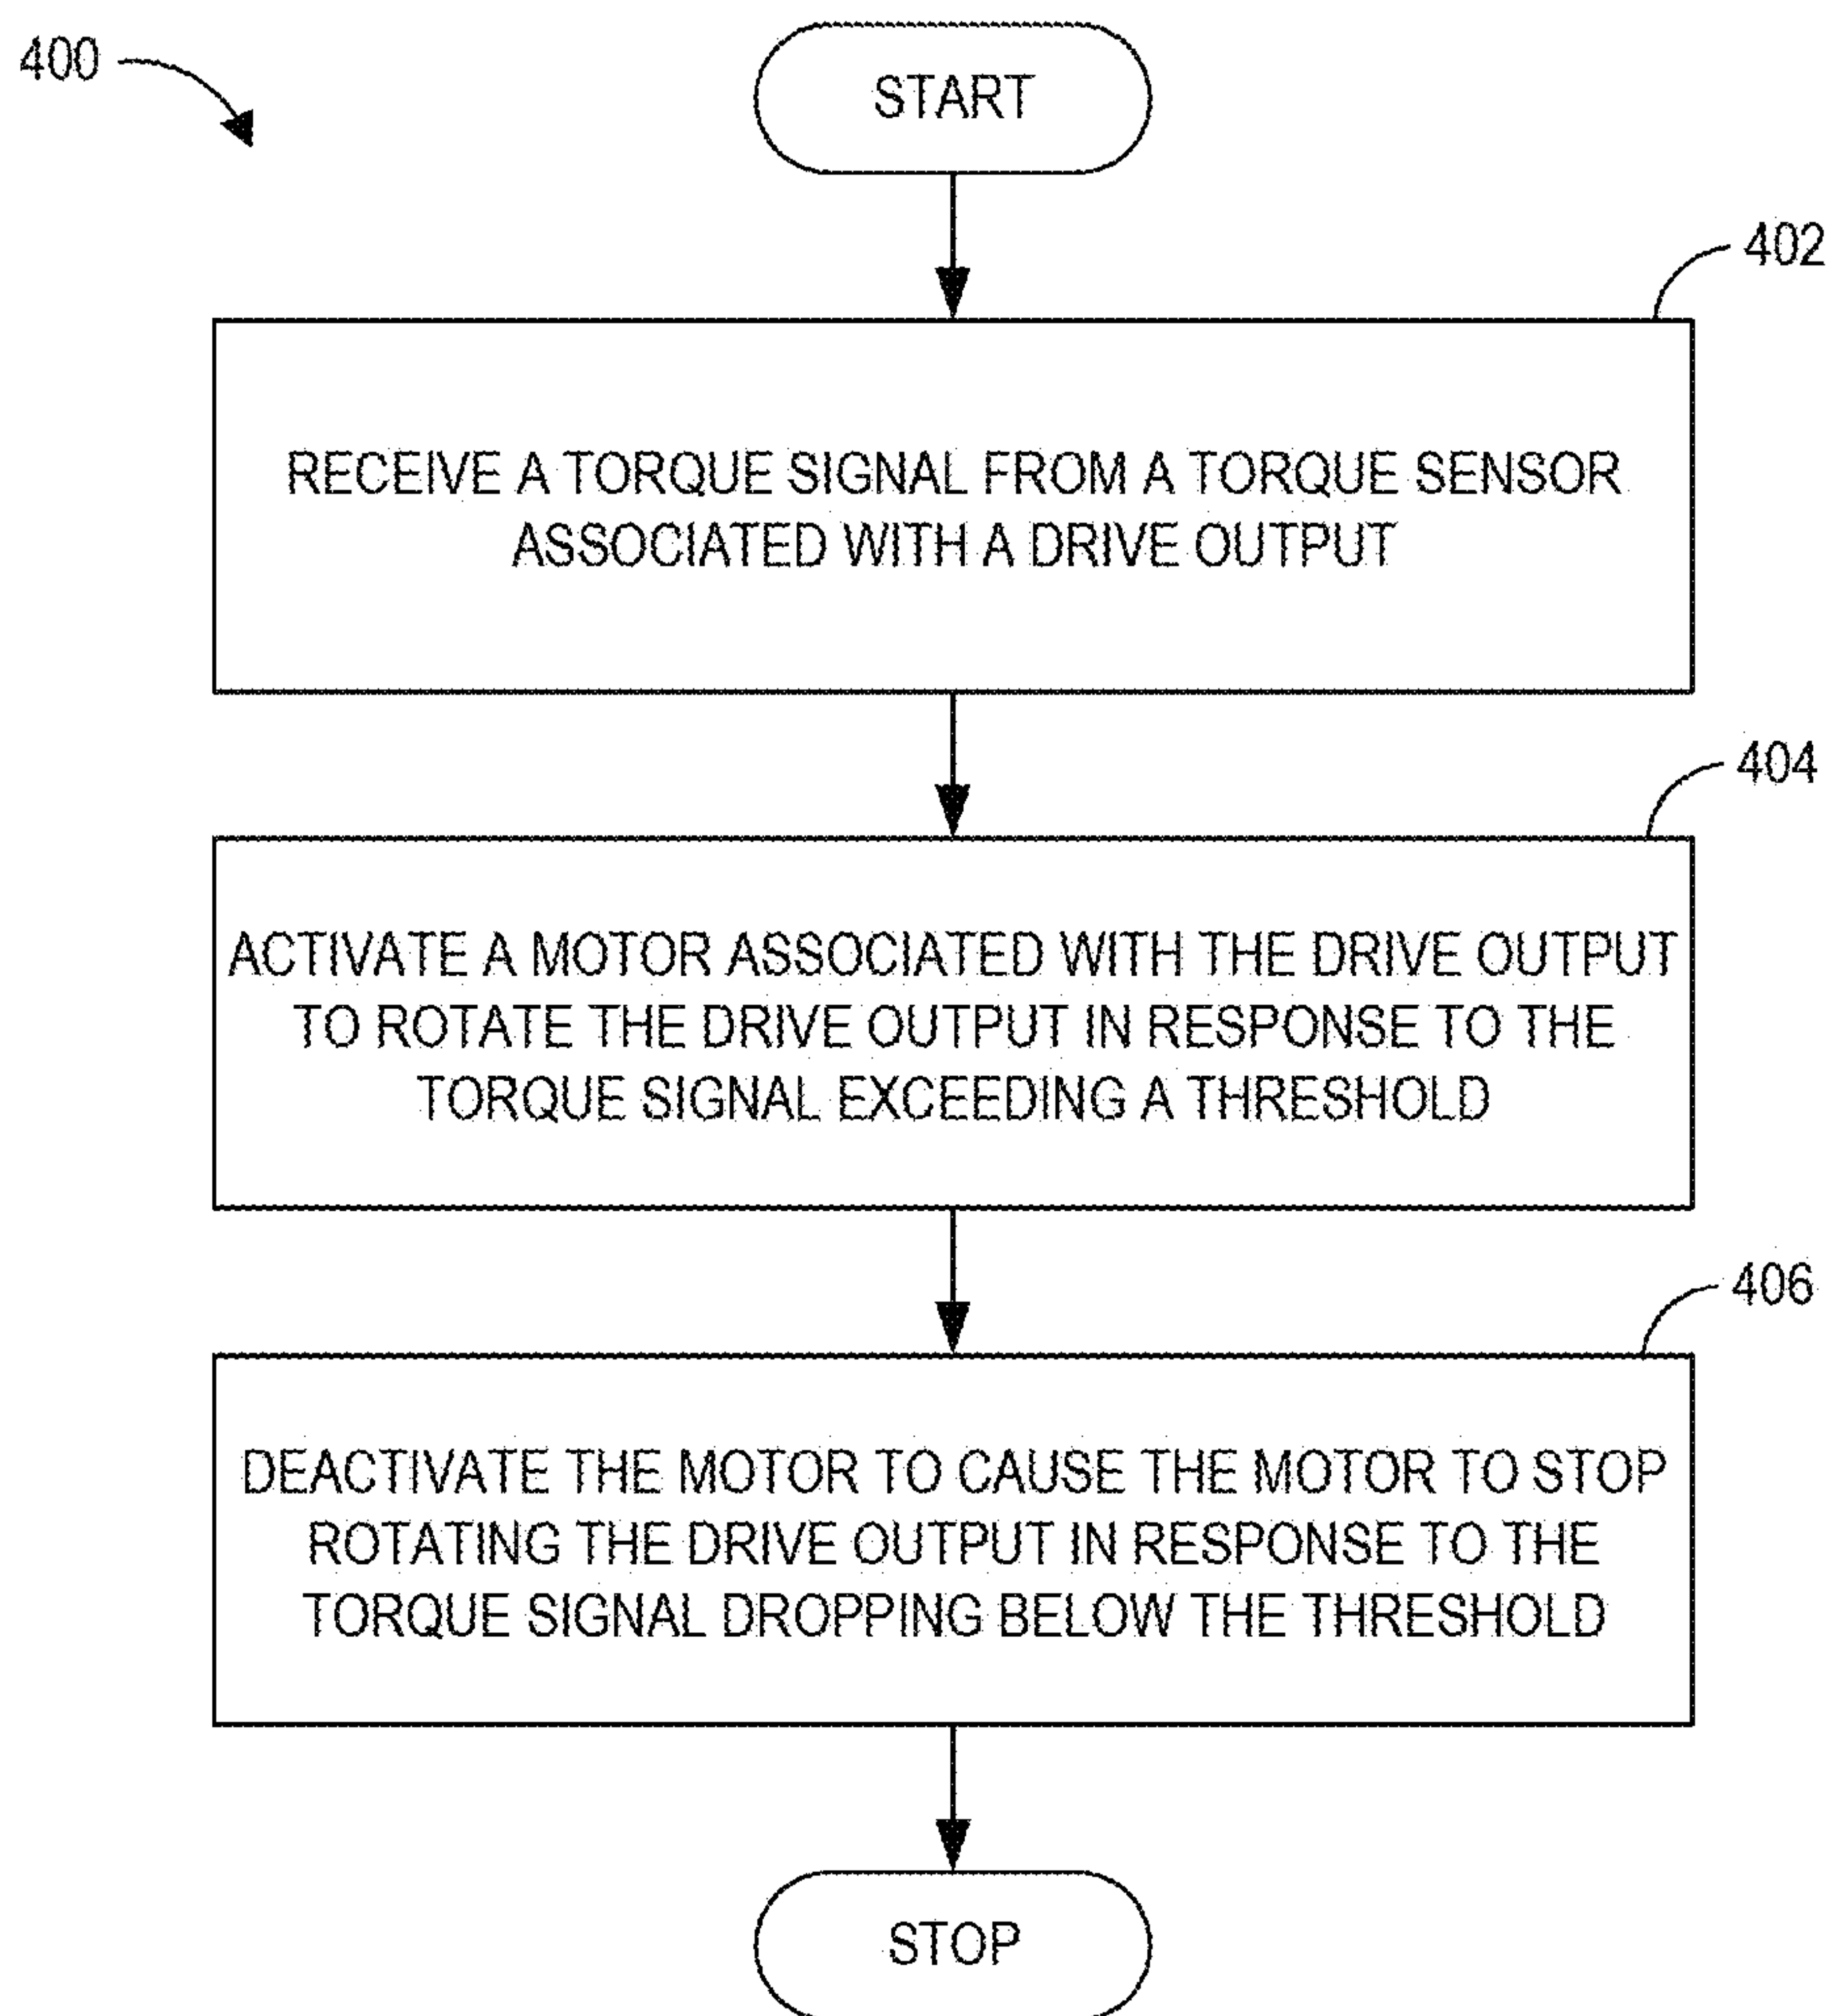 400
START
402
RECEIVE A TORQUE SIGNAL FROM A TORQUE SENSOR
ASSOCIATED WITH A DRIVE OUTPUT
404
ACTIVATE A MOTOR ASSOCIATED WITH THE DRIVE OUTPUT
TO ROTATE THE DRIVE OUTPUT IN RESPONSE TO THE
TORQUE SIGNAL EXCEEDING A THRESHOLD
406
DEACTIVATE THE MOTOR TO CAUSE THE MOTOR TO STOP
ROTATING THE DRIVE OUTPUT IN RESPONSE TO THE
TORQUE SIGNAL DROPPING BELOW THE THRESHOLD
STOP